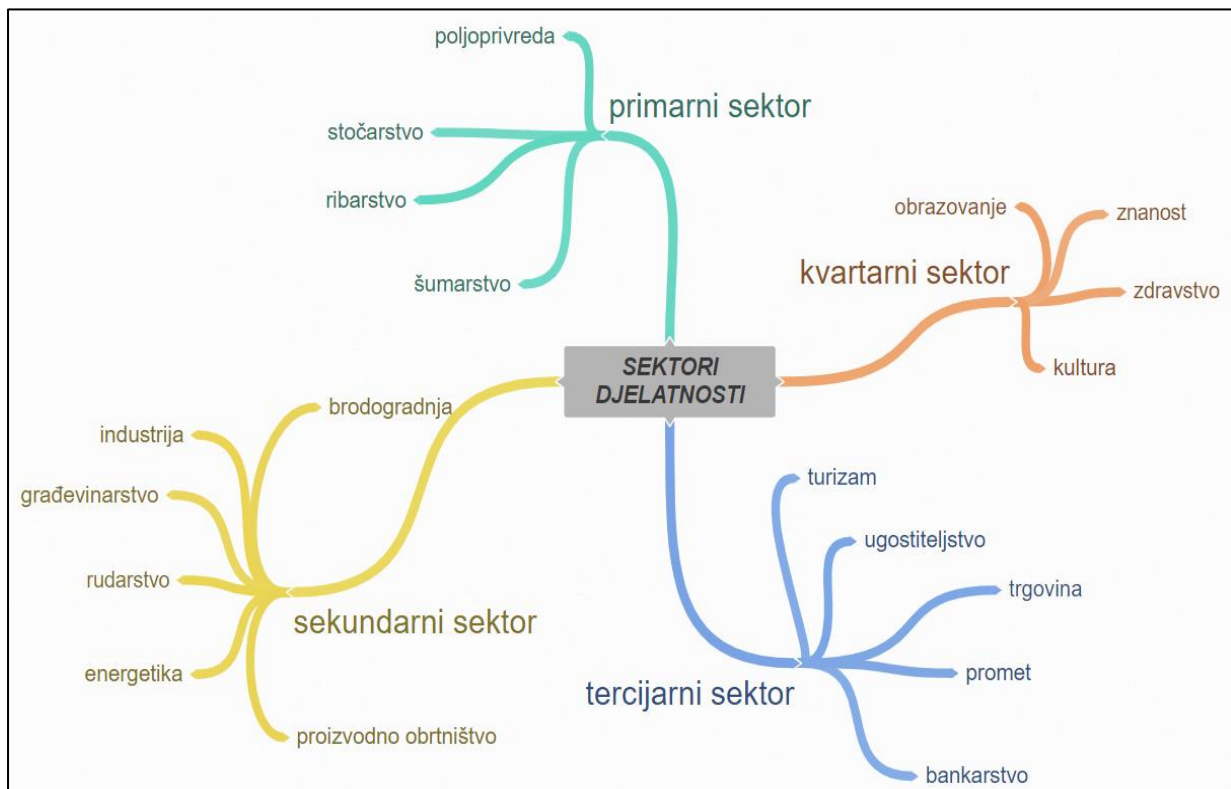 poljoprivreda
primarni sektor
stočarstvo
ribarstvo
šumarstvo
obrazovanje
znanost
kvartarni sektor
zdravstvo
kultura
SEKTORI
DJELATNOSTI
brodogradnja
industrija
građevinarstvo
rudarstvo
sekundarni sektor
energetika
proizvodno obrtništvo
turizam
ugostiteljstvo
trgovina
promet
tercijarni sektor
bankarstvo